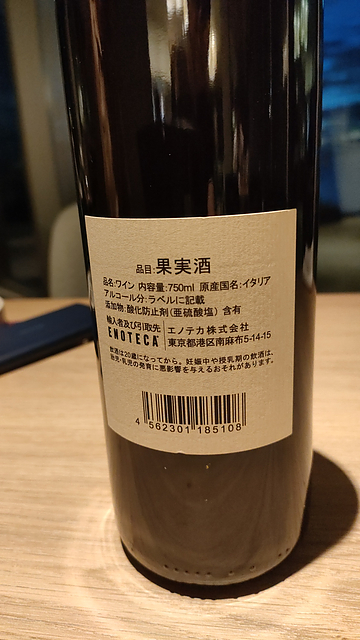 品目:果実酒
品名:ワイン 内容量:750ml 原産国名:イタリア
アルコール分:ラベルに記載
添加物:酸化防止剤(亜硫酸塩)含有
輸入者及び引取先
ENOTECA
エノテカ株式会社
東京都港区南麻布5-14-15
飲酒は20歳になってから。妊娠中や授乳期の飲酒は、
胎児・乳児の発育に悪影響を与えるおそれがあります。
4 562301 185108